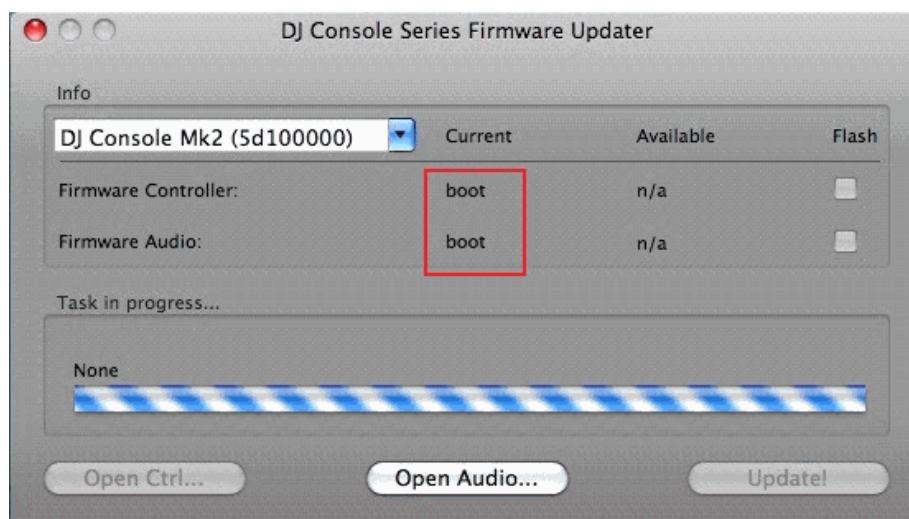 DJ Console Series Firmware Updater
Info
DJ Console Mk2 (5d100000) Current Available Flash
Firmware Controller: boot n/a
Firmware Audio: boot n/a
Task in progress...
None
Open Ctrl... Open Audio... Update!